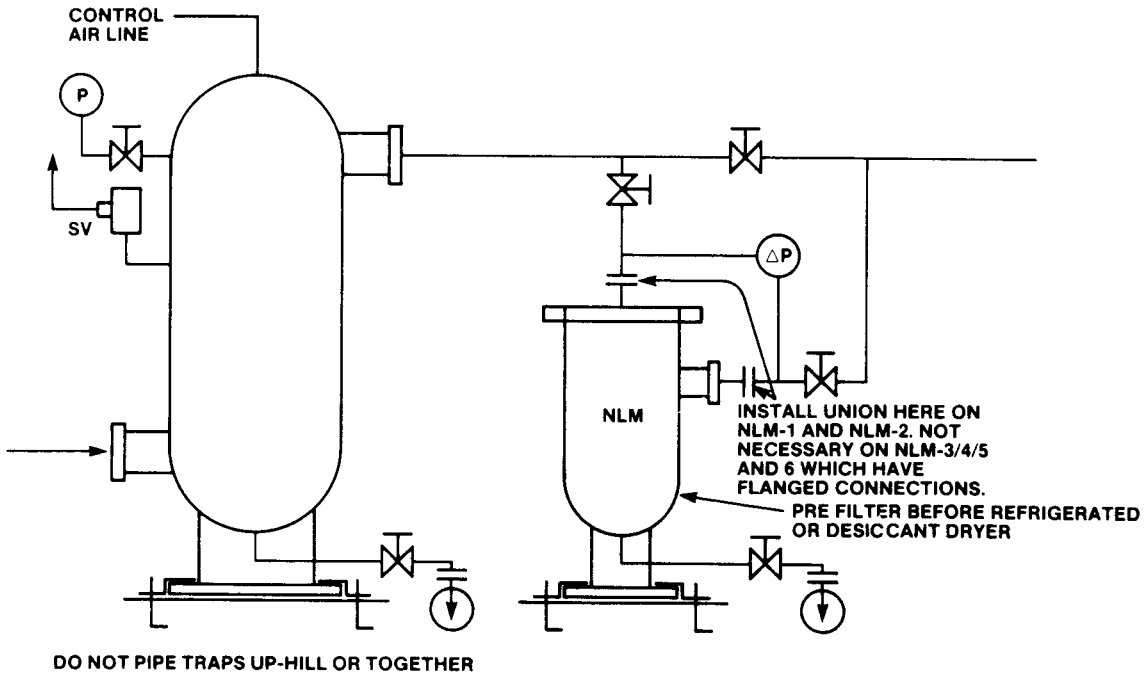 CONTROL
AIR LINE
P
SV
△P
NLM
INSTALL UNION HERE ON
NLM-1 AND NLM-2. NOT
NECESSARY ON NLM-3/4/5
AND 6 WHICH HAVE
FLANGED CONNECTIONS.
PRE FILTER BEFORE REFRIGERATED
OR DESICCANT DRYER
DO NOT PIPE TRAPS UP-HILL OR TOGETHER